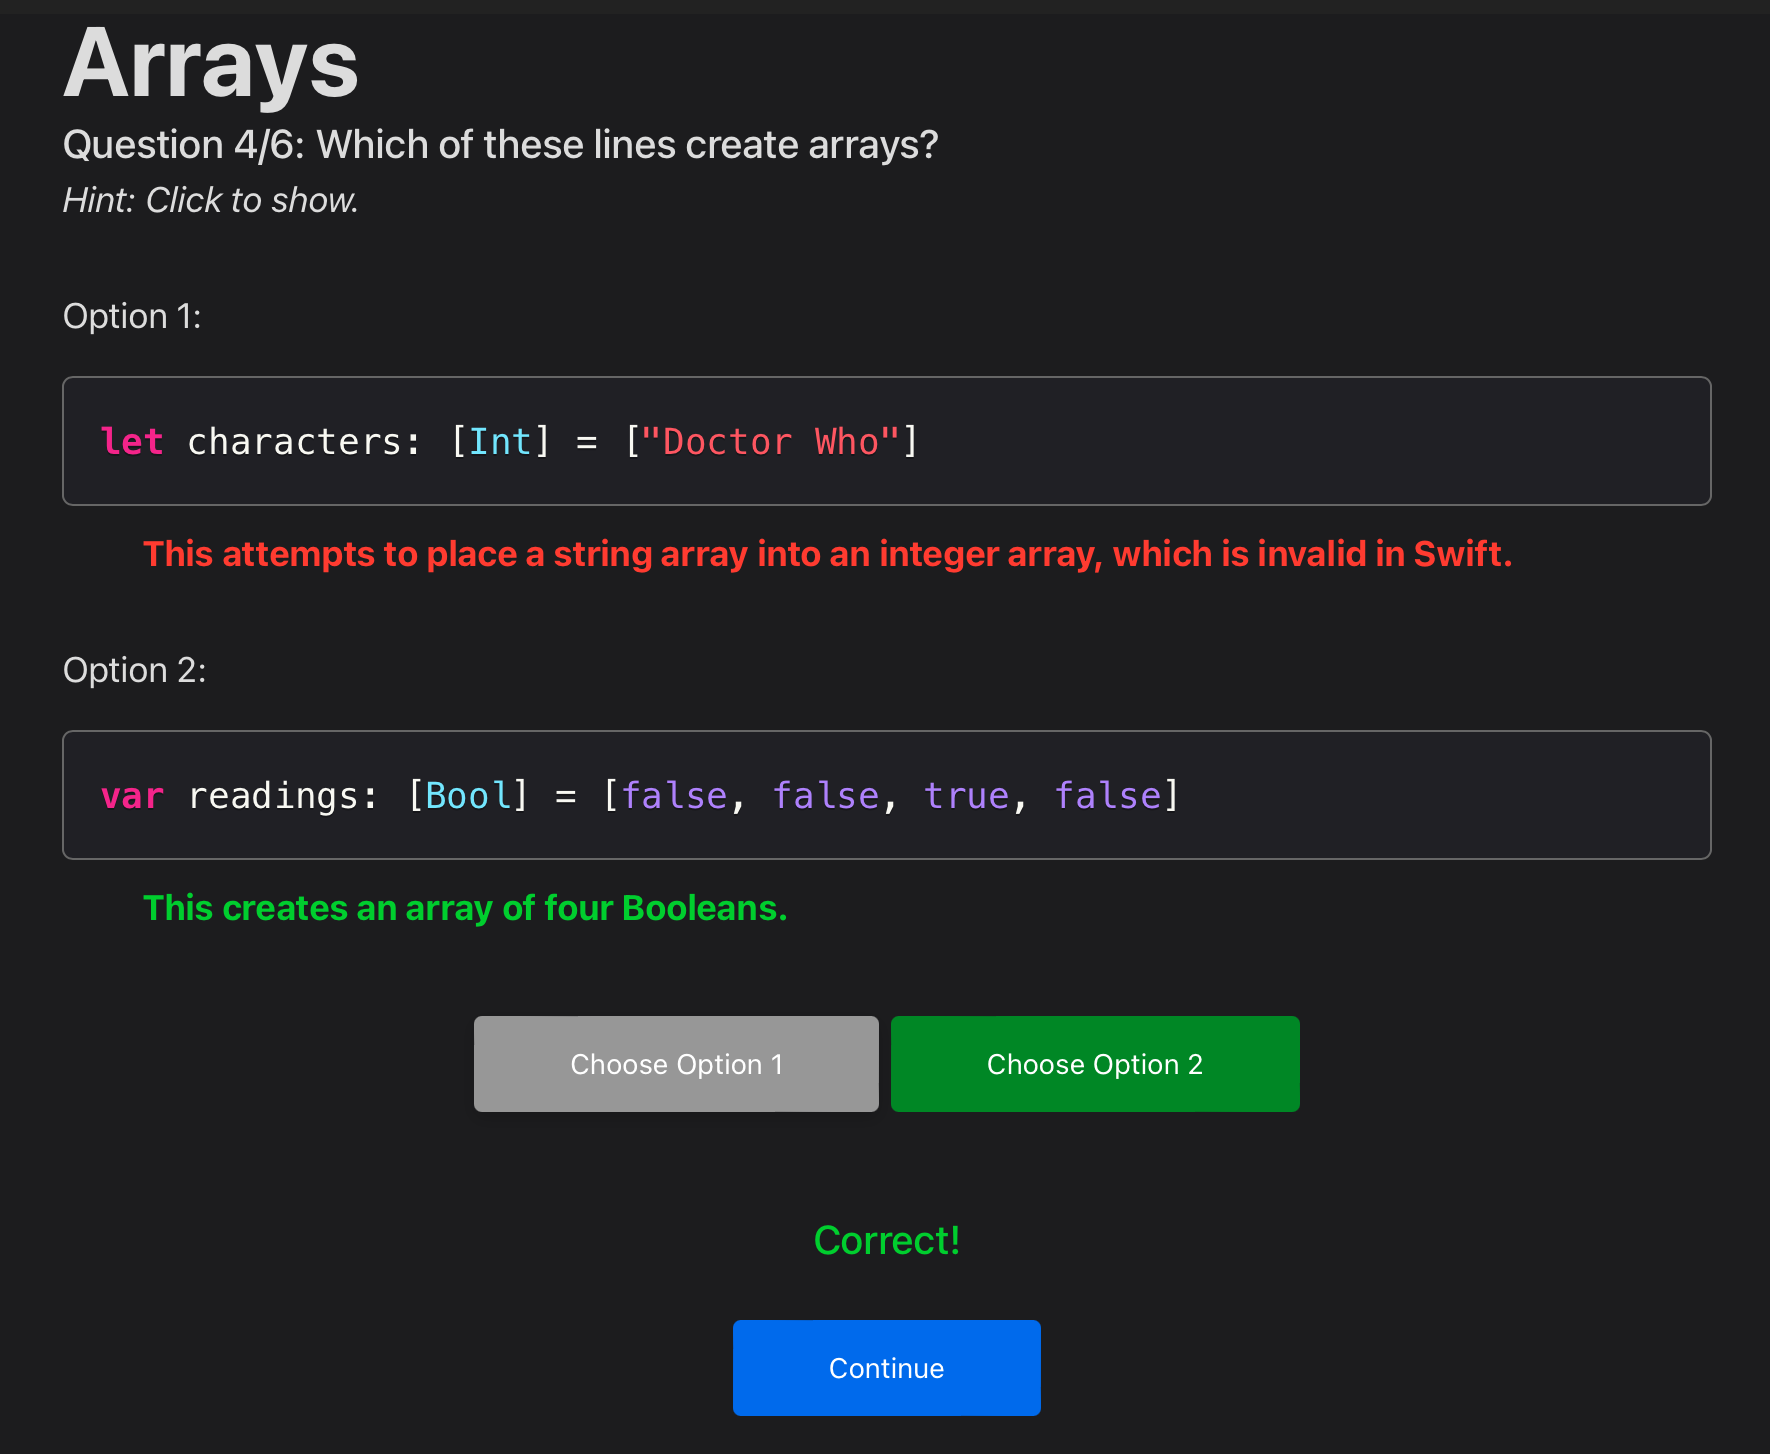 Arrays
Question 4/6: Which of these lines create arrays?
Hint: Click to show.
Option 1:
let characters: [Int] = ["Doctor Who"]
This attempts to place a string array into an integer array, which is invalid in Swift.
Option 2:
var readings: [Bool] = [false, false, true, false]
This creates an array of four Booleans.
Choose Option 1
Choose Option 2
Correct!
Continue